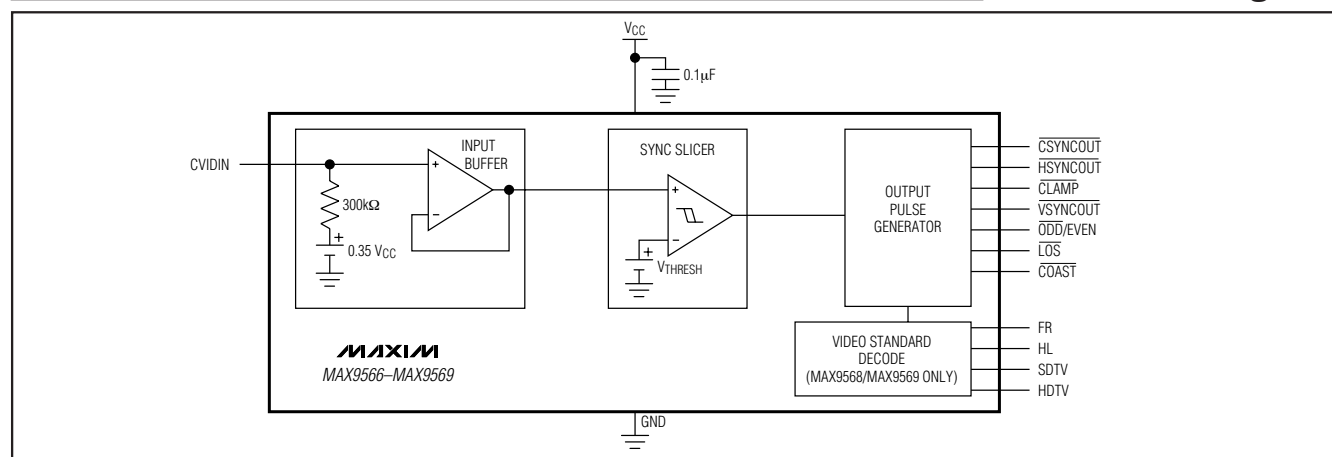 VCC
0.1µF
INPUT
BUFFER
SYNC SLICER
CVIDIN
300kΩ
+
-
+
0.35 VCC
+
-
+
VTHRESH
OUTPUT
PULSE
GENERATOR
CSYNCOUT
HSYNCOUT
CLAMP
VSYNCOUT
ODD/EVEN
LOS
COAST
VIDEO STANDARD
DECODE
(MAX9568/MAX9569 ONLY)
FR
HL
SDTV
HDTV
MAXIM
MAX9566–MAX9569
GND